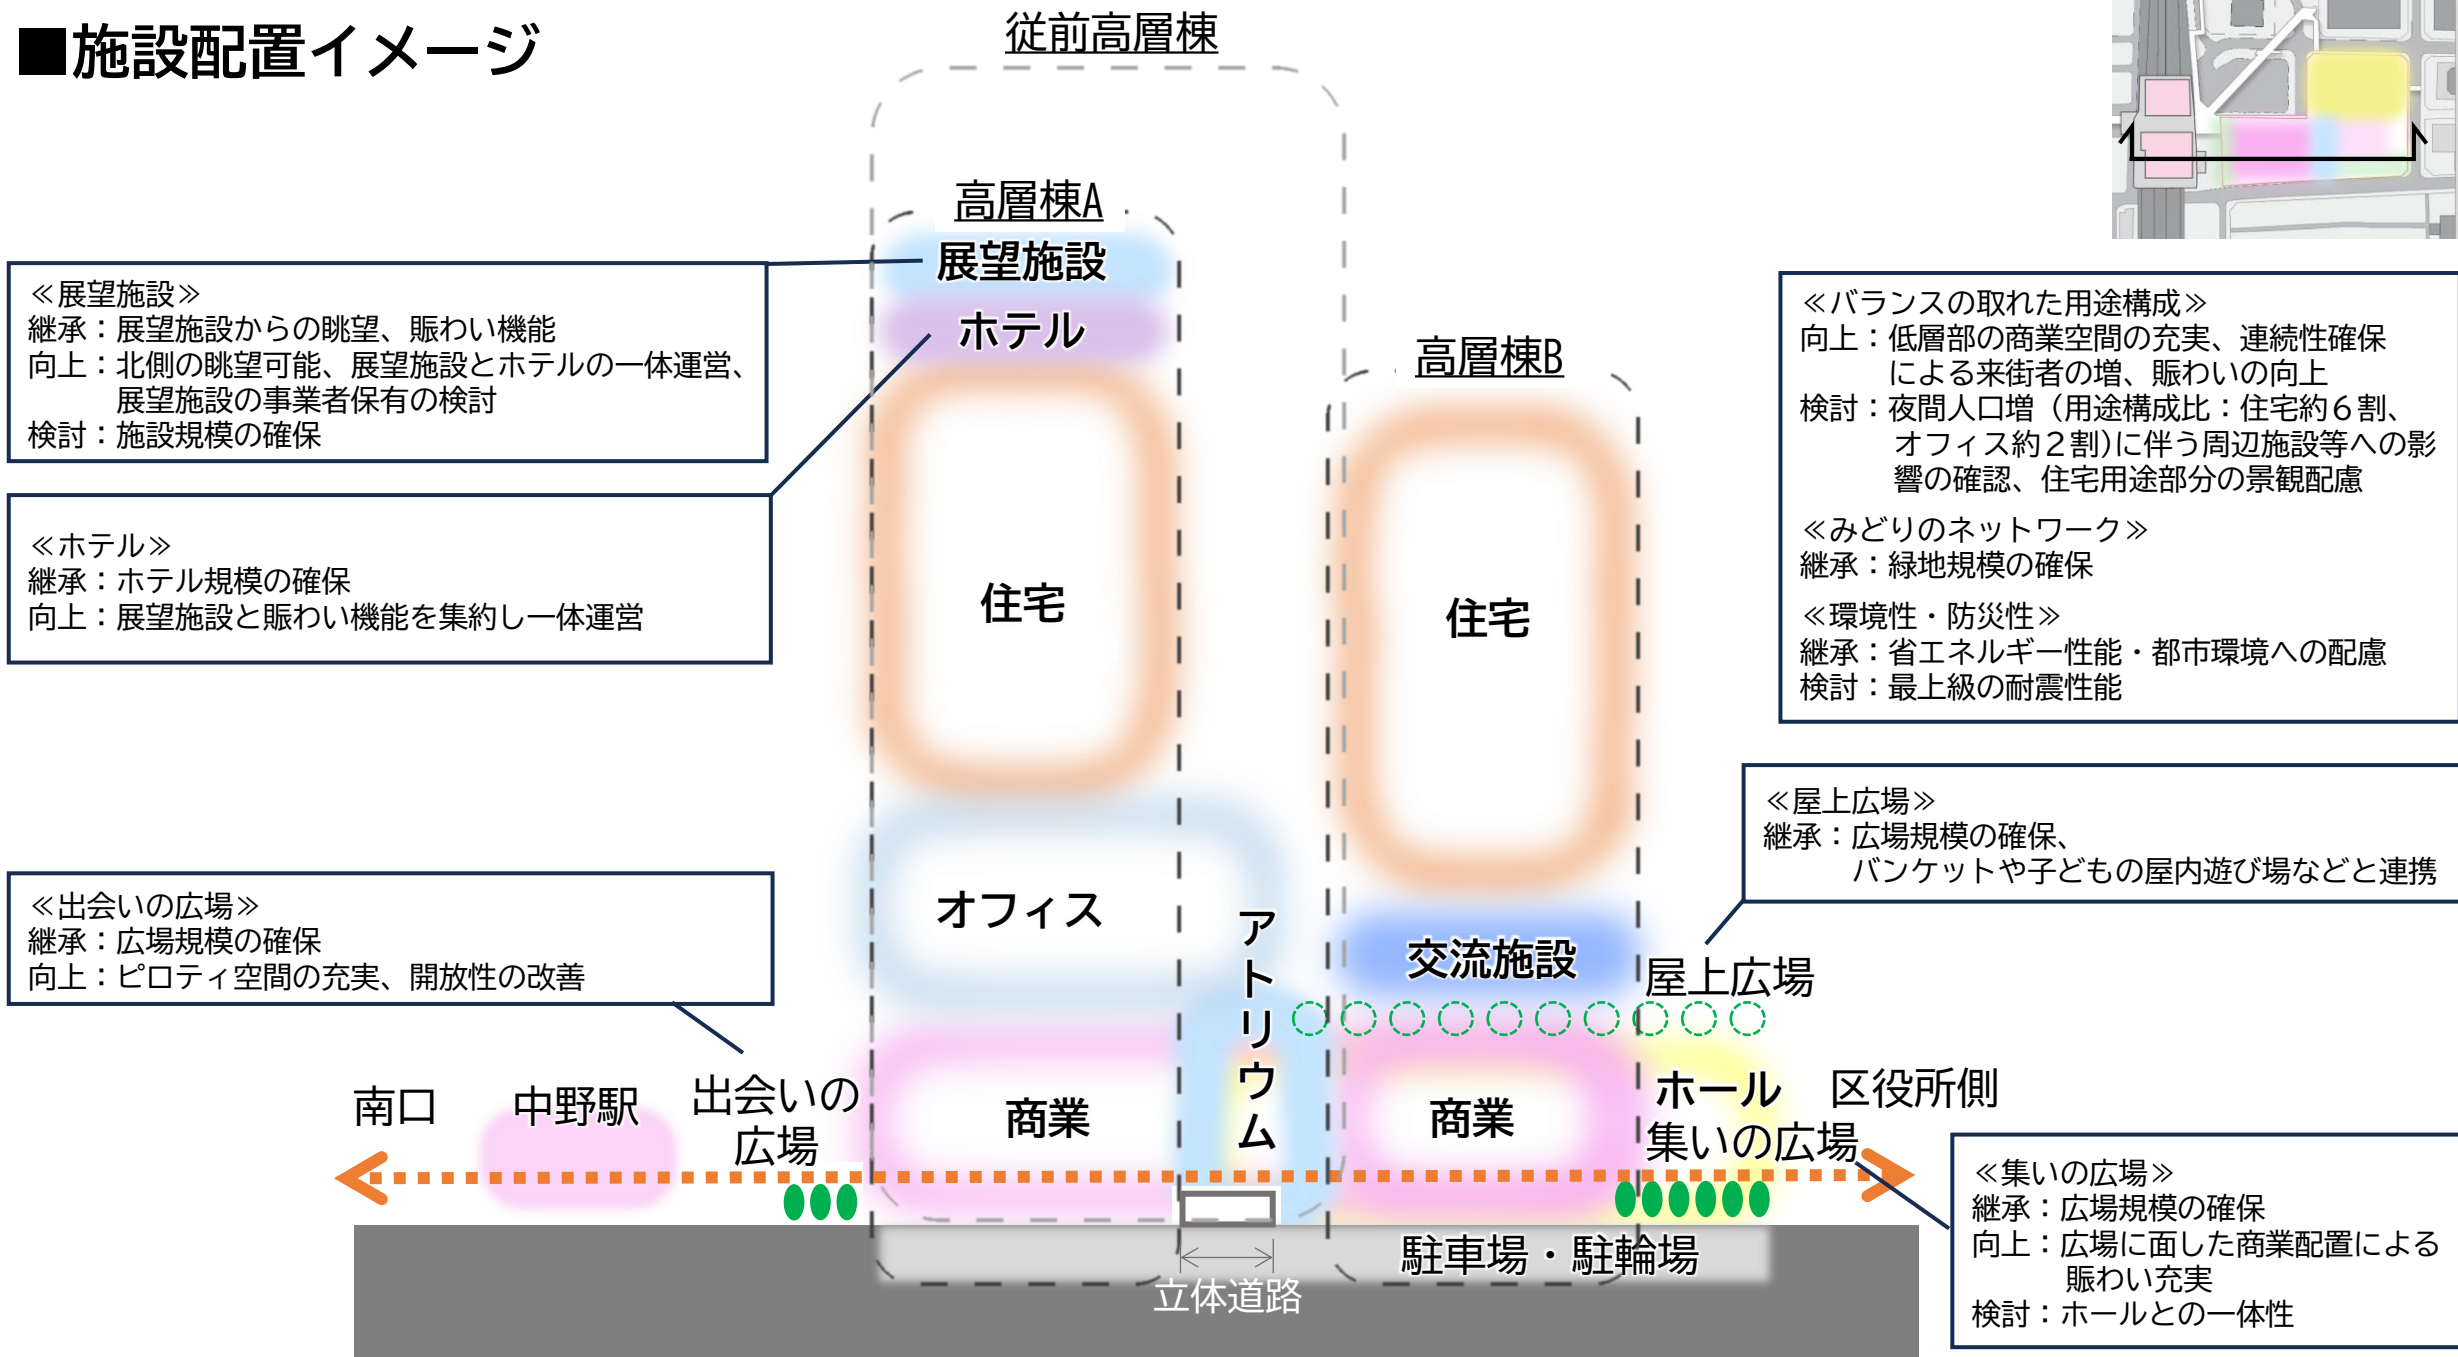 ■施設配置イメージ
従前高層棟
高層棟A
展望施設
ホテル
住宅
オフィス
商業
アトリウム
高層棟B
住宅
交流施設
商業
屋上広場
ホール
集いの広場
区役所側
南口
中野駅
出会いの
広場
駐車場・駐輪場
立体道路
≪展望施設≫
継承：展望施設からの眺望、賑わい機能
向上：北側の眺望可能、展望施設とホテルの一体運営、
展望施設の事業者保有の検討
検討：施設規模の確保
≪ホテル≫
継承：ホテル規模の確保
向上：展望施設と賑わい機能を集約し一体運営
≪出会いの広場≫
継承：広場規模の確保
向上：ピロティ空間の充実、開放性の改善
≪バランスの取れた用途構成≫
向上：低層部の商業空間の充実、連続性確保
による来街者の増、賑わいの向上
検討：夜間人口増（用途構成比：住宅約６割、
オフィス約２割）に伴う周辺施設等への影
響の確認、住宅用途部分の景観配慮
≪みどりのネットワーク≫
継承：緑地規模の確保
≪環境性・防災性≫
継承：省エネルギー性能・都市環境への配慮
検討：最上級の耐震性能
≪屋上広場≫
継承：広場規模の確保、
バンケットや子どもの屋内遊び場などと連携
≪集いの広場≫
継承：広場規模の確保
向上：広場に面した商業配置による
賑わい充実
検討：ホールとの一体性